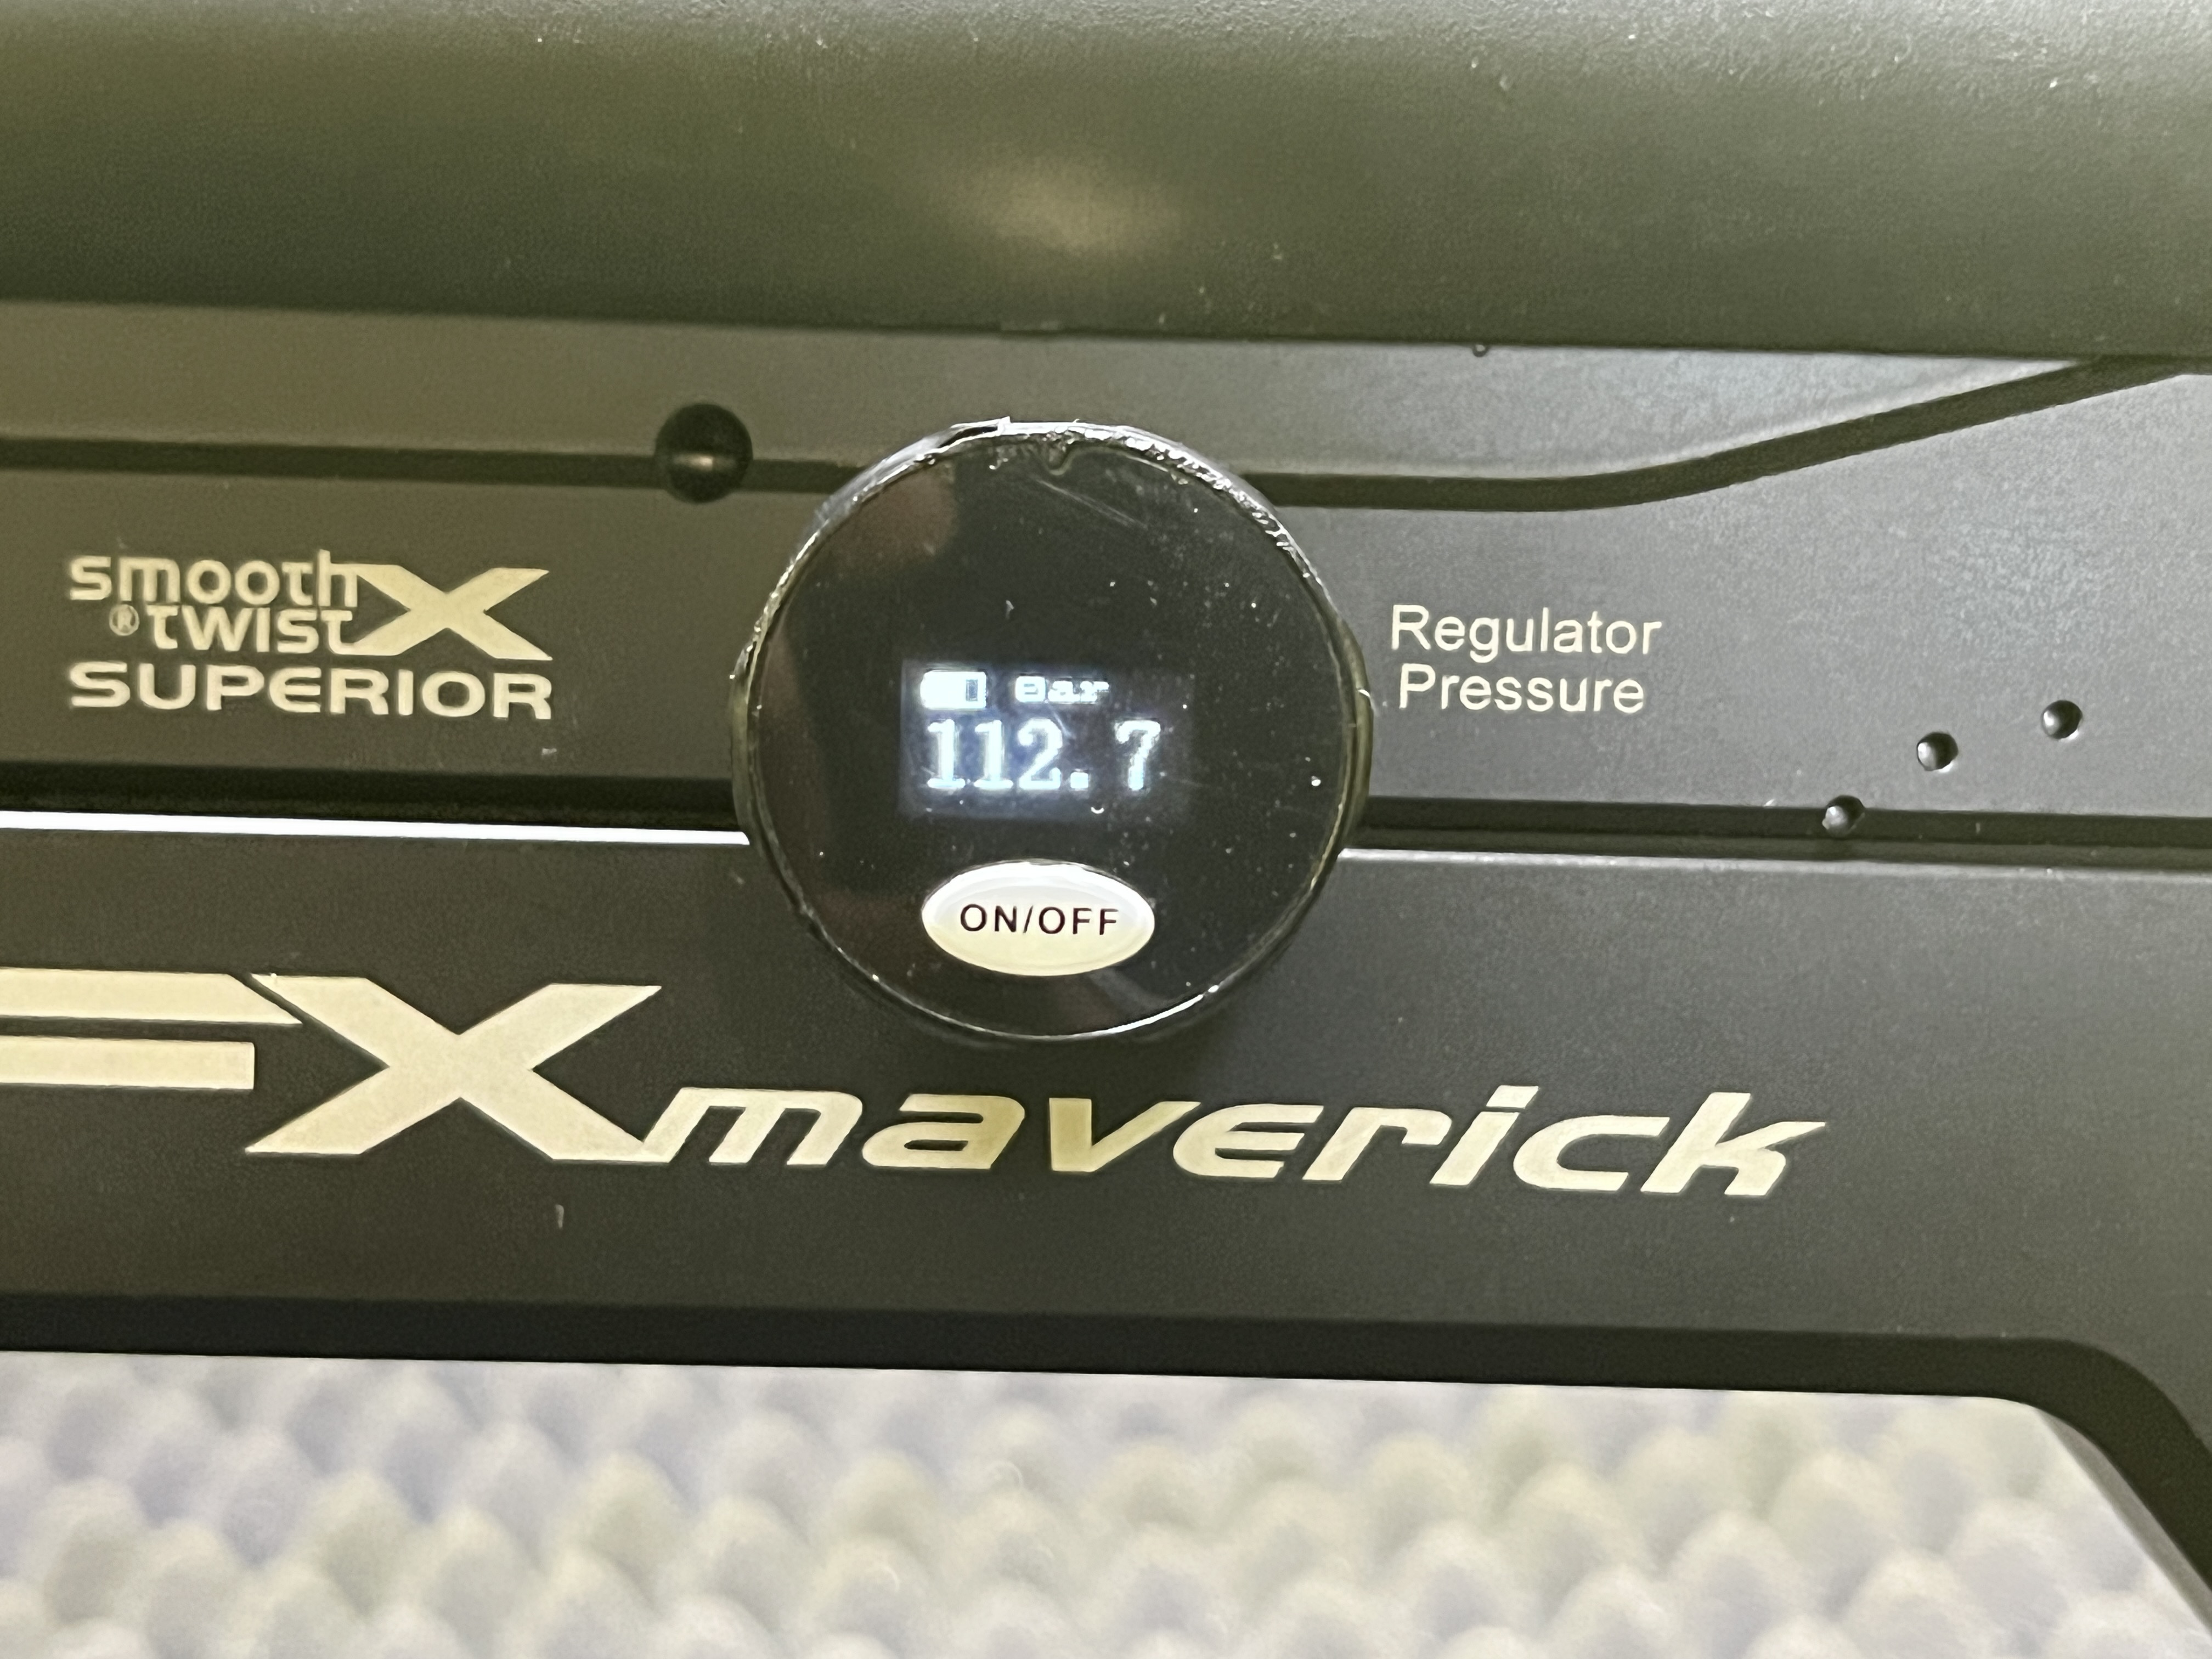 smooth X
® TWIST
SUPERIOR
Bar
112.7
ON/OFF
Regulator
Pressure
FX maverick